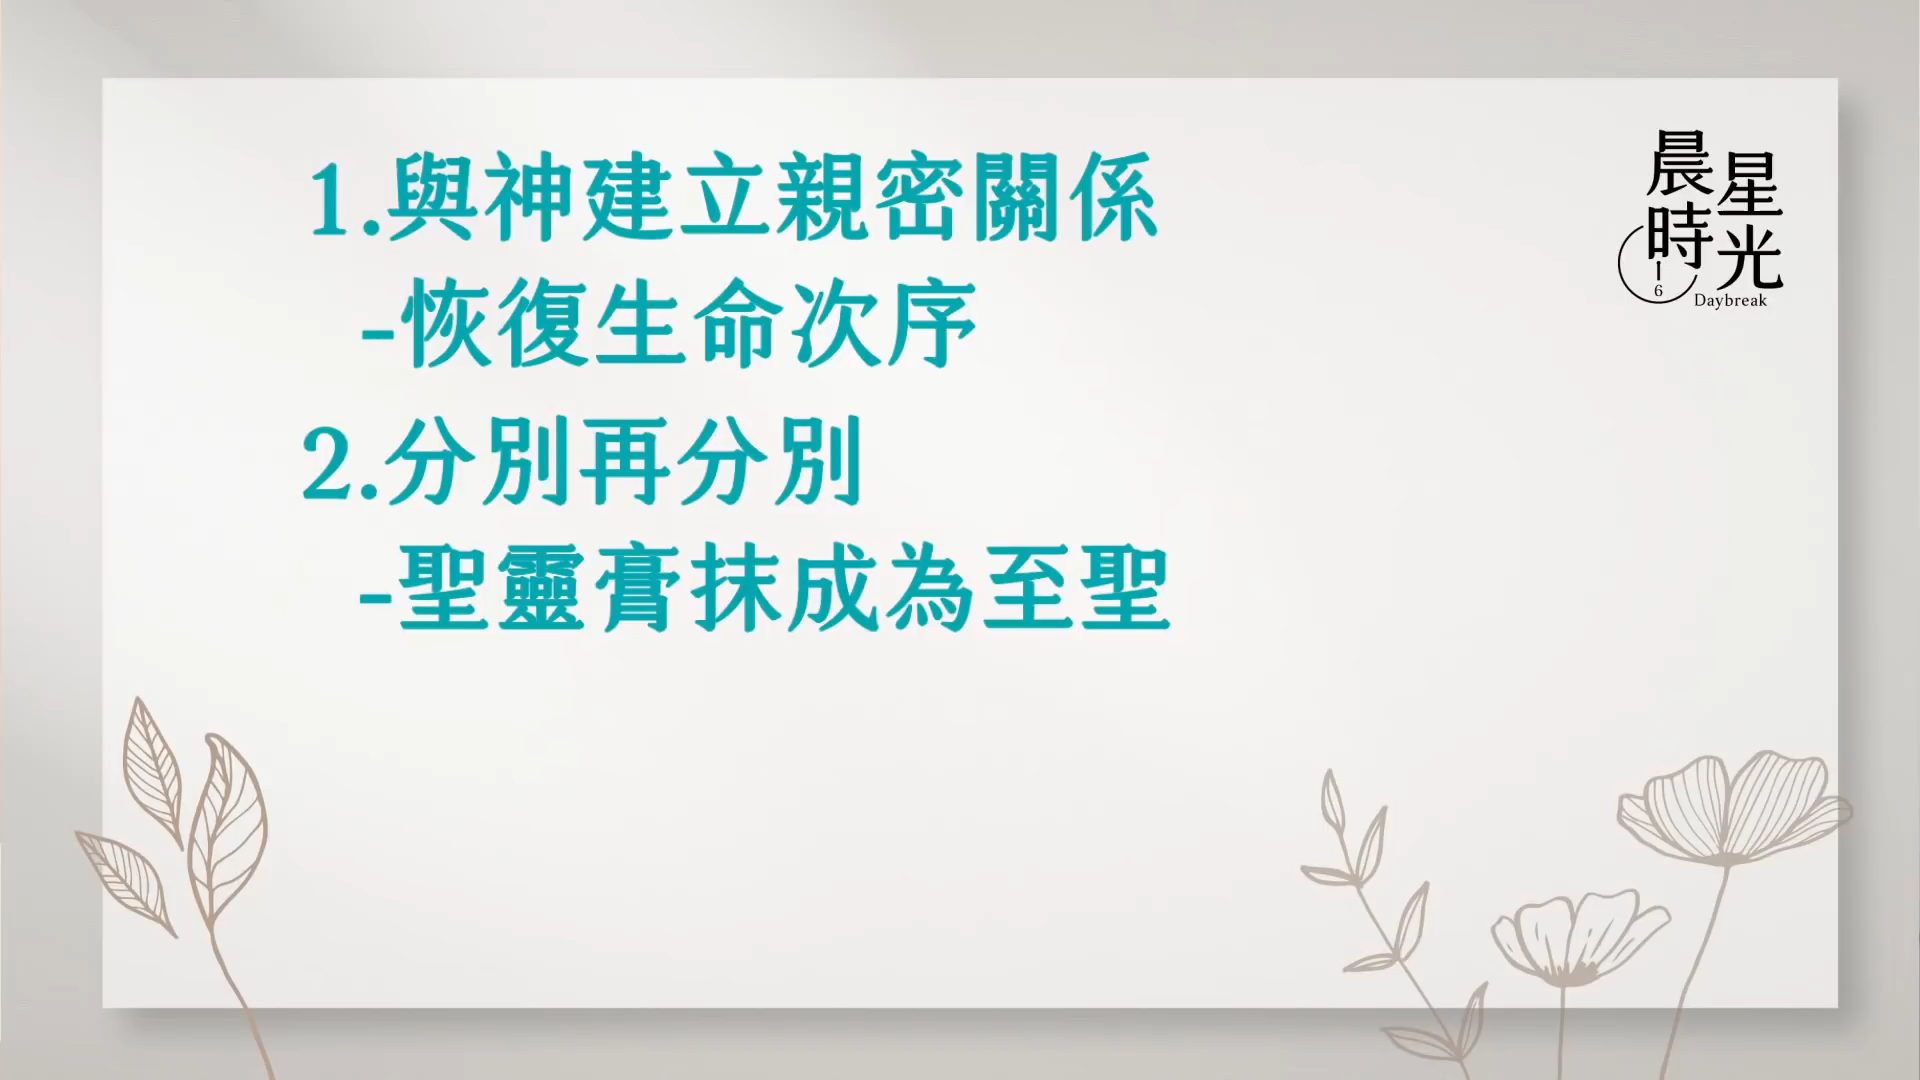 1.與神建立親密關係
-恢復生命次序
2.分別再分別
-聖靈膏抹成為至聖
晨星時光
6
Daybreak